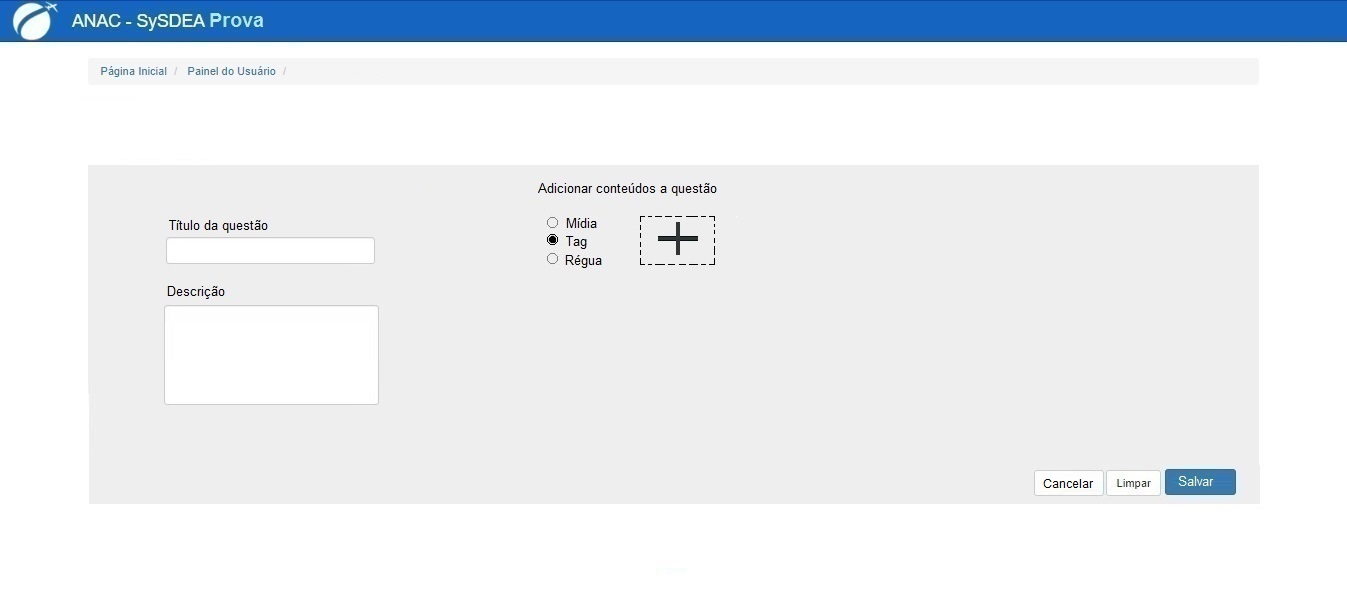 ANAC - SySDEA Prova
Página Inicial / Painel do Usuário /
Adicionar conteúdos a questão
Título da questão
Mídia
Tag
Régua
Descrição
Cancelar Limpar Salvar